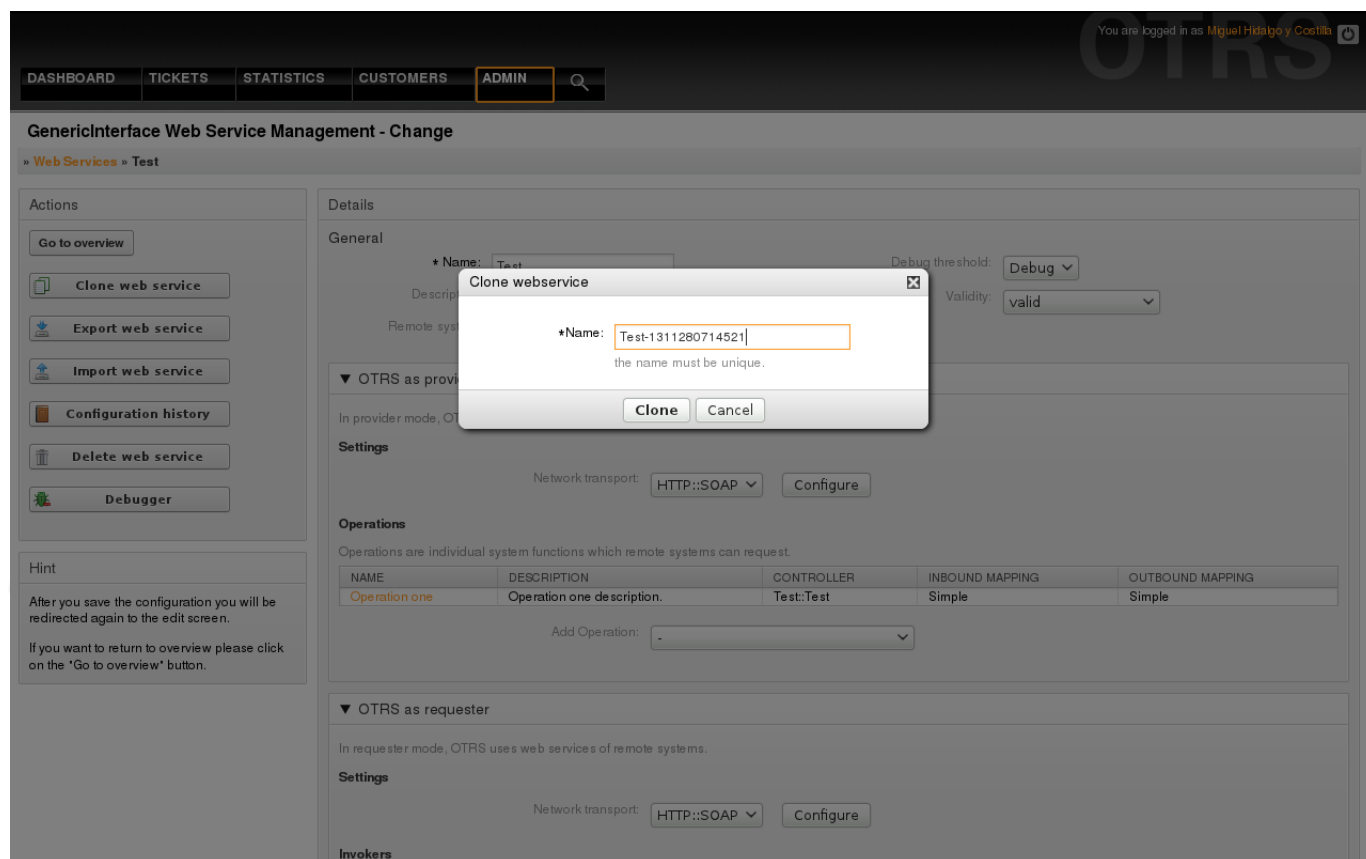 OTRS
You are logged in as Miguel Hidalgo y Costilla
DASHBOARD TICKETS STATISTICS CUSTOMERS ADMIN
GenericInterface Web Service Management - Change
» Web Services » Test
Actions
Go to overview
Clone web service
Export web service
Import web service
Configuration history
Delete web service
Debugger
Hint
After you save the configuration you will be
redirected again to the edit screen.
If you want to return to overview please click
on the "Go to overview" button.
Details
General
* Name: Test
Debug threshold: Debug
Descrip
Validity: valid
Remote syst
Clone webservice
*Name: Test-1311280714521
the name must be unique.
Clone Cancel
▼ OTRS as provi
In provider mode, OT
Settings
Network transport: HTTP::SOAP Configure
Operations
Operations are individual system functions which remote systems can request.
NAME DESCRIPTION CONTROLLER INBOUND MAPPING OUTBOUND MAPPING
Operation one Operation one description. Test::Test Simple Simple
Add Operation: -
▼ OTRS as requester
In requester mode, OTRS uses web services of remote systems.
Settings
Network transport: HTTP::SOAP Configure
Invokers